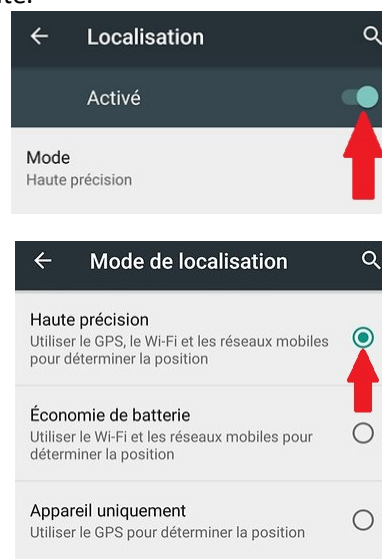 Localisation
Activé
Mode
Haute précision
Mode de localisation
Haute précision
Utiliser le GPS, le Wi-Fi et les réseaux mobiles
pour déterminer la position
Économie de batterie
Utiliser le Wi-Fi et les réseaux mobiles pour
déterminer la position
Appareil uniquement
Utiliser le GPS pour déterminer la position